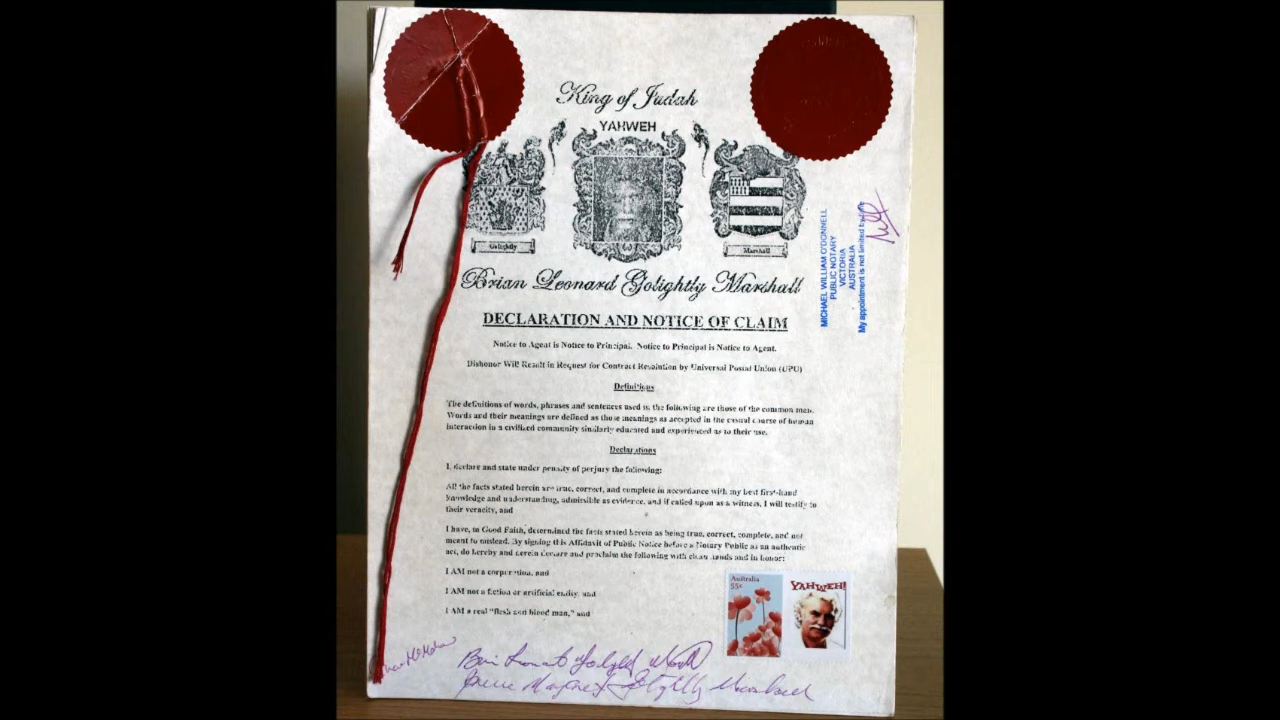 King of Judah
YAHWEH
Golightly
Marshall
Brian Leonard Golightly Marshall
DECLARATION AND NOTICE OF CLAIM
Notice to Agent is Notice to Principal. Notice to Principal is Notice to Agent.
Dishonor Will Result in Request for Contract Resolution by Universal Postal Union (UPU)
Definitions
The definitions of words, phrases and sentences used in the following are those of the common man.
Words and their meanings are defined as those meanings as accepted in the casual course of human
interaction in a civilized community similarly educated and experienced as to their use.
Declarations
I, declare and state under penalty of perjury the following:
All the facts stated herein are true, correct, and complete in accordance with my best first-hand
knowledge and understanding, admissible as evidence, and if called upon as a witness, I will testify to
their veracity, and
I have, in Good Faith, determined the facts stated herein as being true, correct, complete, and not
meant to mislead. By signing this Affidavit of Public Notice before a Notary Public as an authentic
act, do hereby and herein declare and proclaim the following with clean hands and in honor:
I AM not a corporation, and
I AM not a fiction or artificial entity, and
I AM a real "flesh and blood man," and
MICHAEL WILLIAM O'DONNELL
PUBLIC NOTARY
VICTORIA
AUSTRALIA
My appointment is not limited by
Australia
55c
YAHWEH!